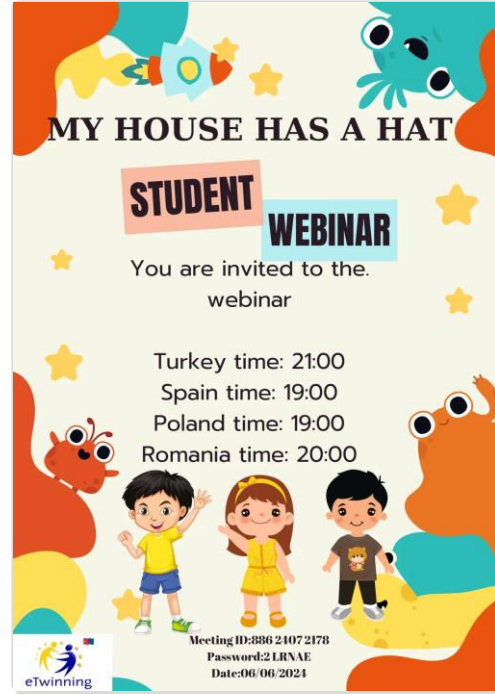 MY HOUSE HAS A HAT
STUDENT
WEBINAR
You are invited to the.
webinar
Turkey time: 21:00
Spain time: 19:00
Poland time: 19:00
Romania time: 20:00
Meeting ID:886 2407 2178
Password:2 LRNAE
Date:06/06/2024
eTwinning